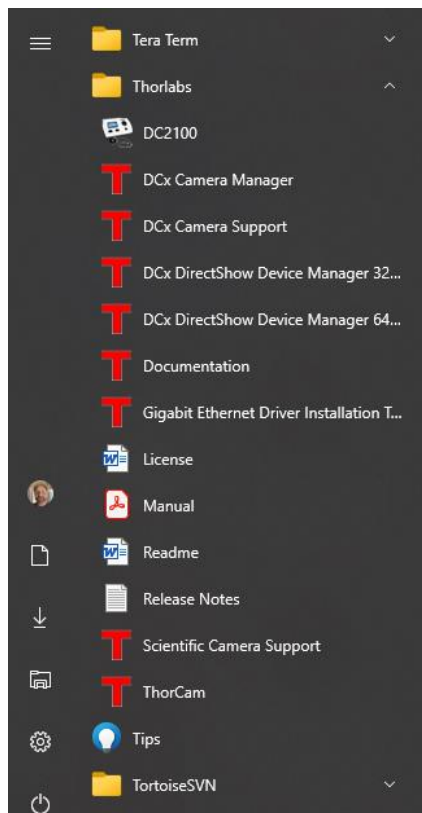 Tera Term
Thorlabs
DC2100
DCx Camera Manager
DCx Camera Support
DCx DirectShow Device Manager 32...
DCx DirectShow Device Manager 64...
Documentation
Gigabit Ethernet Driver Installation T...
License
Manual
Readme
Release Notes
Scientific Camera Support
ThorCam
Tips
TortoiseSVN